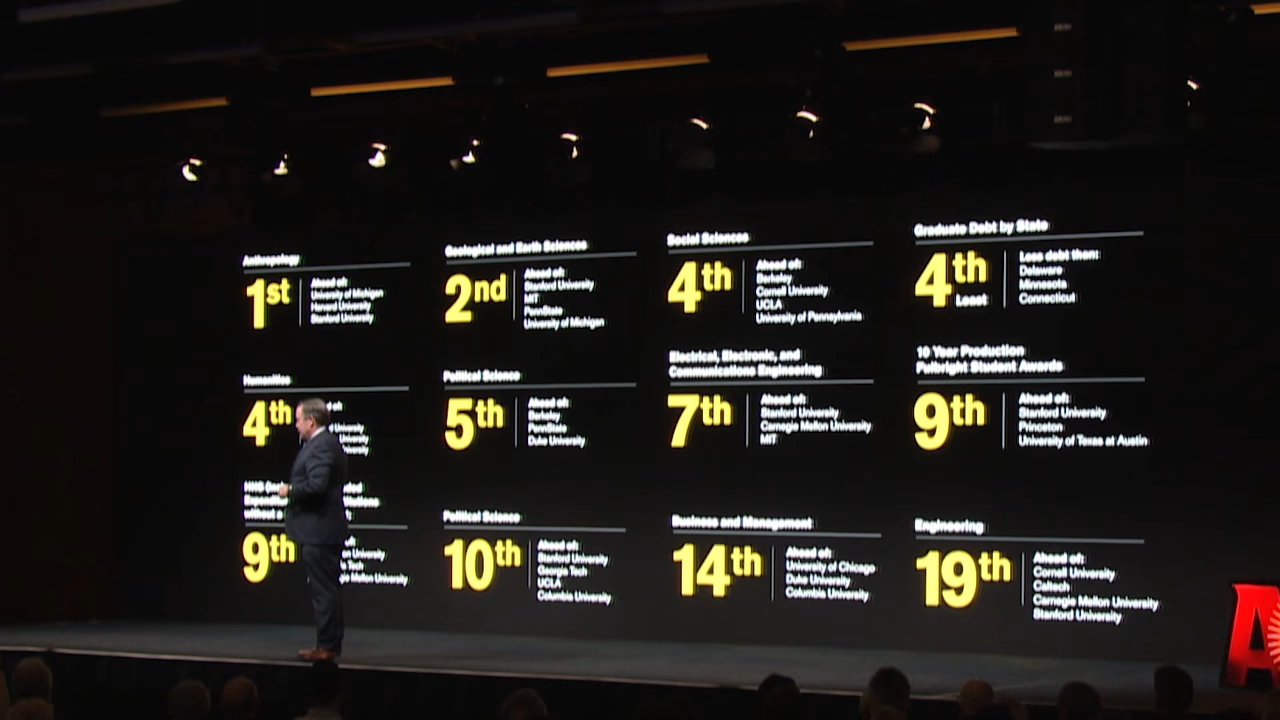 Anthropology
1st
Ahead of:
University of Michigan
Harvard University
Stanford University
Geological and Earth Sciences
2nd
Ahead of:
Stanford University
MIT
PennState
University of Michigan
Social Sciences
4th
Ahead of:
Berkeley
Cornell University
UCLA
University of Pennsylvania
Graduate Debt by State
4th
Least
Less debt than:
Delaware
Minnesota
Connecticut
Humanities
4th
Political Science
5th
Ahead of:
Berkeley
PennState
Duke University
Electrical, Electronic, and
Communications Engineering
7th
Ahead of:
Stanford University
Carnegie Mellon University
MIT
10 Year Production
Fulbright Student Awards
9th
Ahead of:
Stanford University
Princeton
University of Texas at Austin
without a
9th
University
Tech
Mellon University
Political Science
10th
Ahead of:
Stanford University
Georgia Tech
UCLA
Columbia University
Business and Management
14th
Ahead of:
University of Chicago
Duke University
Columbia University
Engineering
19th
Ahead of:
Cornell University
Caltech
Carnegie Mellon University
Stanford University
A